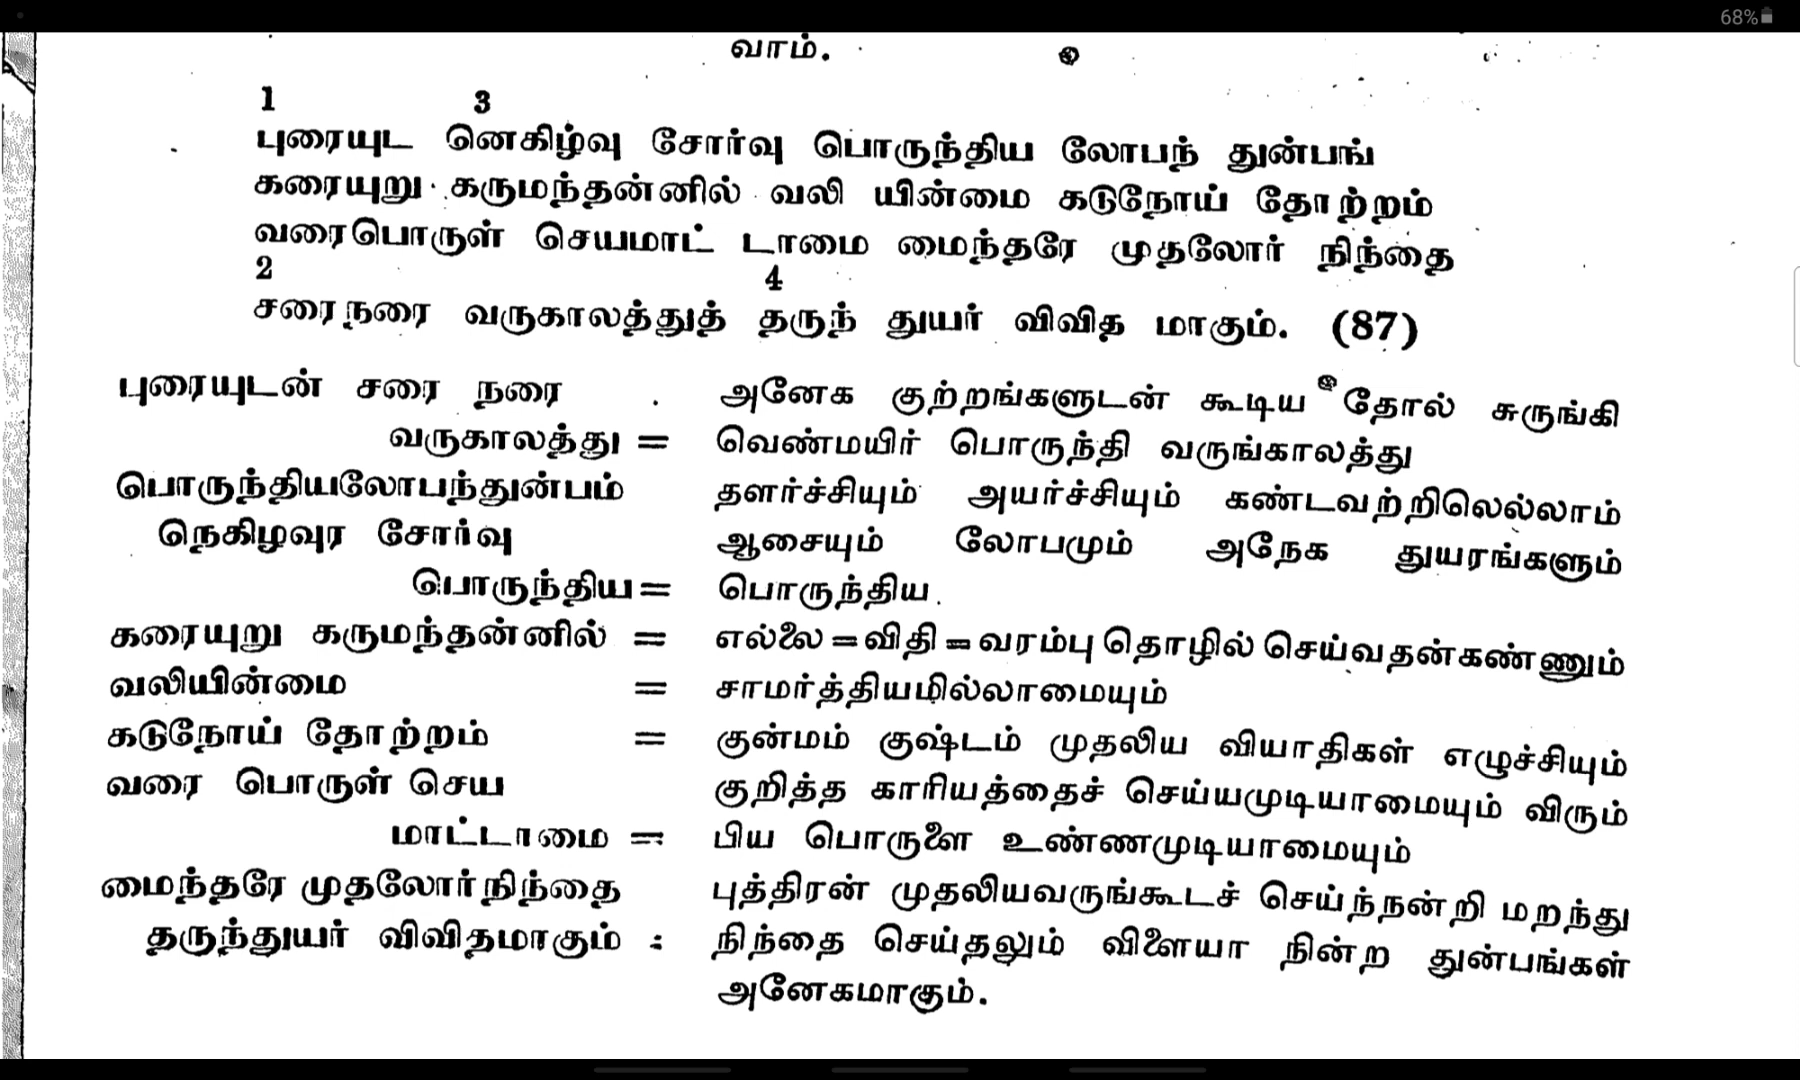 68%
வாம்.
1 3
புரையுட னெகிழ்வு சோர்வு பொருந்திய லோபந் துன்பங்
கரையுறு கருமந்தன்னில் வலி யின்மை கடுநோய் தோற்றம்
வரைபொருள் செயமாட் டாமை மைந்தரே முதலோர் நிந்தை
2 4
சரைநரை வருகாலத்துத் தருந் துயர் விவித மாகும். (87)
புரையுடன் சரை நரை அனேக குற்றங்களுடன் கூடிய தோல் சுருங்கி
வருகாலத்து = வெண்மயிர் பொருந்தி வருங்காலத்து
பொருந்தியலோபந்துன்பம் தளர்ச்சியும் அயர்ச்சியும் கண்டவற்றிலெல்லாம்
நெகிழவுர சோர்வு ஆசையும் லோபமும் அநேக துயரங்களும்
பொருந்திய = பொருந்திய.
கரையுறு கருமந்தன்னில் = எல்லை = விதி = வரம்பு தொழில் செய்வதன்கண்ணும்
வலியின்மை = சாமர்த்தியமில்லாமையும்
கடுநோய் தோற்றம் = குன்மம் குஷ்டம் முதலிய வியாதிகள் எழுச்சியும்
வரை பொருள் செய குறித்த காரியத்தைச் செய்யமுடியாமையும் விரும்
மாட்டாமை = பிய பொருளை உண்ணமுடியாமையும்
மைந்தரே முதலோர்நிந்தை புத்திரன் முதலியவருங்கூடச் செய்ந்நன்றி மறந்து
தருந்துயர் விவிதமாகும் : நிந்தை செய்தலும் விளையா நின்ற துன்பங்கள்
அனேகமாகும்.